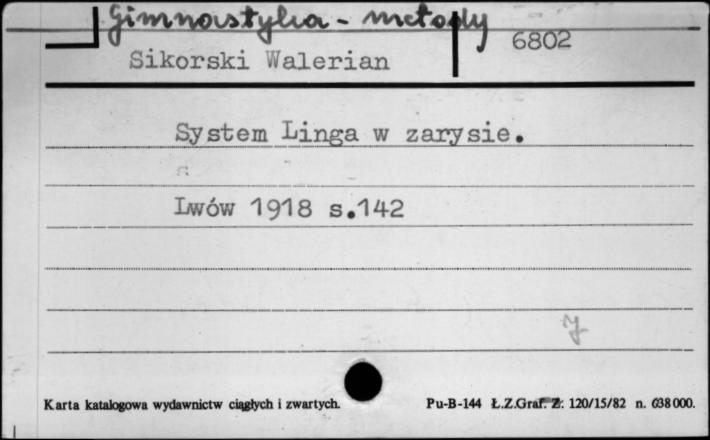 Gimnastyka - metody
6802
Sikorski Walerian
System Linga w zarysie.
Lwów 1918 s.142
Karta katalogowa wydawnictw ciągłych i zwartych. Pu-B-144 Ł.Z.Graf. Z. 120/15/82 n. 638000.